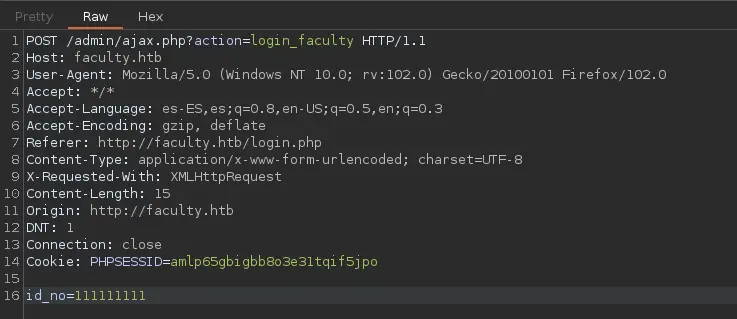 Pretty Raw Hex
1 POST /admin/ajax.php?action=login_faculty HTTP/1.1
2 Host: faculty.htb
3 User-Agent: Mozilla/5.0 (Windows NT 10.0; rv:102.0) Gecko/20100101 Firefox/102.0
4 Accept: */*
5 Accept-Language: es-ES,es;q=0.8,en-US;q=0.5,en;q=0.3
6 Accept-Encoding: gzip, deflate
7 Referer: http://faculty.htb/login.php
8 Content-Type: application/x-www-form-urlencoded; charset=UTF-8
9 X-Requested-With: XMLHttpRequest
10 Content-Length: 15
11 Origin: http://faculty.htb
12 DNT: 1
13 Connection: close
14 Cookie: PHPSESSID=amlp65gbigbb8o3e31tqif5jpo
15
16 id_no=111111111